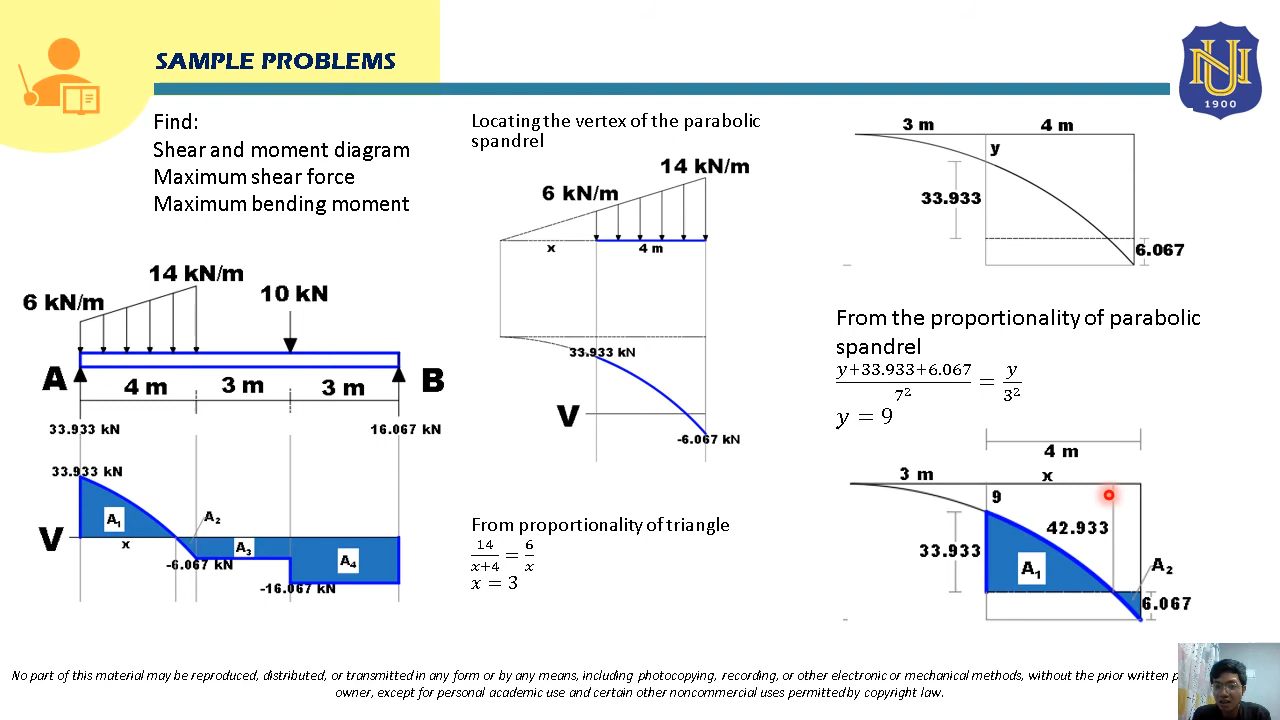 SAMPLE PROBLEMS
NU
1900
Find:
Shear and moment diagram
Maximum shear force
Maximum bending moment
14 kN/m
6 kN/m
10 kN
A
B
4 m
3 m
3 m
33.933 kN
16.067 kN
33.933 kN
V
A₁
x
A₂
A₃
A₄
-6.067 kN
-16.067 kN
Locating the vertex of the parabolic
spandrel
14 kN/m
6 kN/m
x
4 m
33.933 kN
V
-6.067 kN
From proportionality of triangle
14/(x+4) = 6/x
x = 3
3 m
4 m
y
33.933
6.067
From the proportionality of parabolic
spandrel
(y+33.933+6.067)/7² = y/3²
y = 9
4 m
3 m
x
9
42.933
33.933
A₁
A₂
6.067
No part of this material may be reproduced, distributed, or transmitted in any form or by any means, including photocopying, recording, or other electronic or mechanical methods, without the prior written
owner, except for personal academic use and certain other noncommercial uses permitted by copyright law.